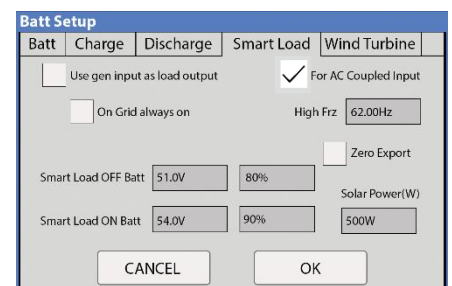 Batt Setup
Batt Charge Discharge Smart Load Wind Turbine
Use gen input as load output For AC Coupled Input
On Grid always on High Frz 62.00Hz
Zero Export
Smart Load OFF Batt 51.0V 80%
Solar Power(W)
Smart Load ON Batt 54.0V 90% 500W
CANCEL OK